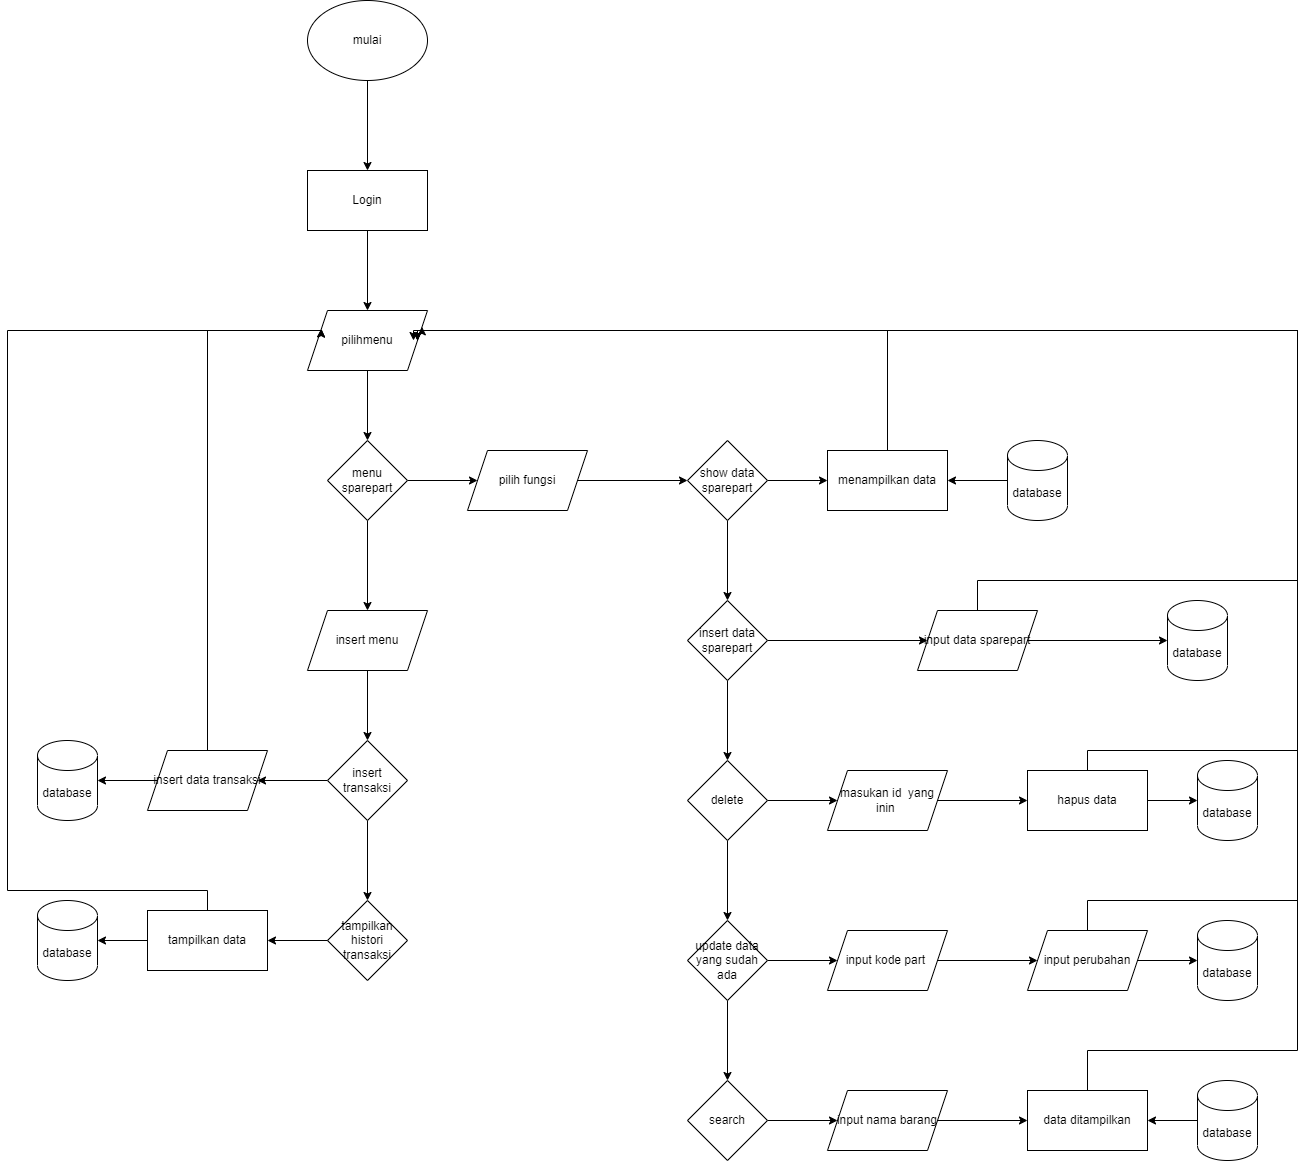 mulai
Login
pilihmenu
menu
sparepart
pilih fungsi
show data
sparepart
menampilkan data
database
insert menu
insert data
sparepart
input data sparepart
database
database
insert data transaksi
insert
transaksi
delete
masukan id  yang
inin
hapus data
database
database
tampilkan data
tampilkan
histori
transaksi
update data
yang sudah
ada
input kode part
input perubahan
database
search
input nama barang
data ditampilkan
database